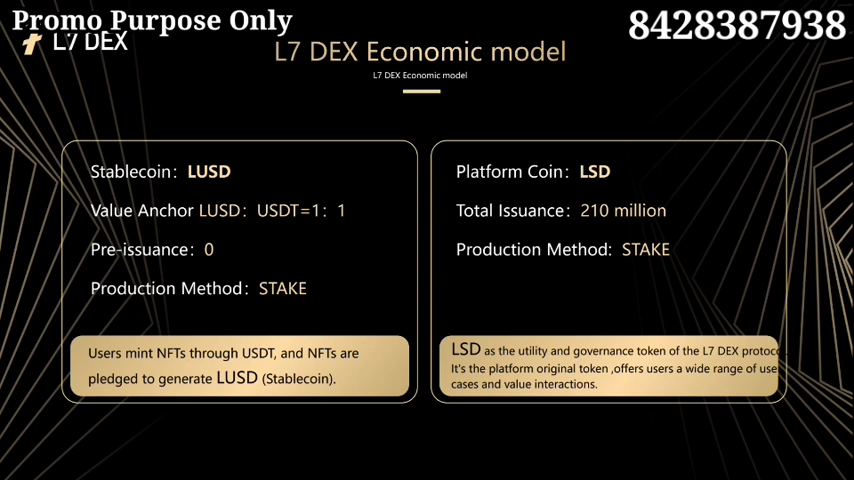 Promo Purpose Only
8428387938
L7 DEX
L7 DEX Economic model
L7 DEX Economic model
Stablecoin: LUSD
Value Anchor LUSD: USDT=1: 1
Pre-issuance: 0
Production Method: STAKE
Users mint NFTs through USDT, and NFTs are
pledged to generate LUSD (Stablecoin).
Platform Coin: LSD
Total Issuance: 210 million
Production Method: STAKE
LSD as the utility and governance token of the L7 DEX protoco
It's the platform original token ,offers users a wide range of use
cases and value interactions.